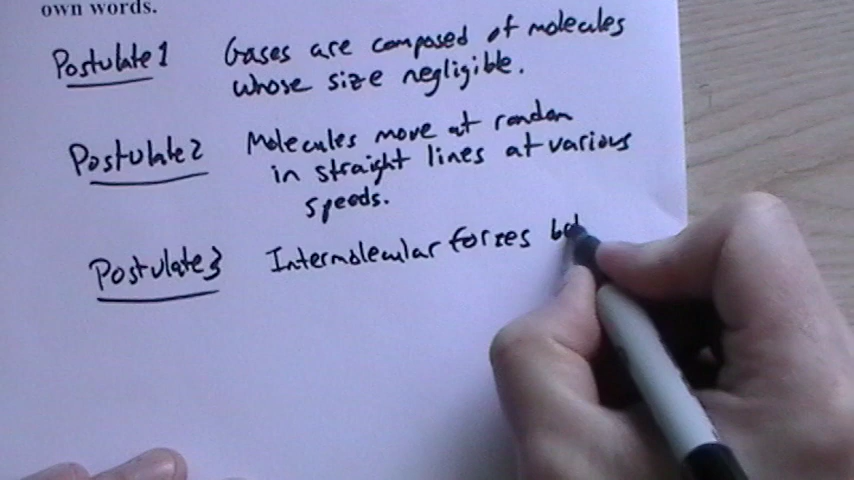 own words.
Postulate 1 Gases are composed of molecules
whose size negligible.
Postulate 2 Molecules move at random
in straight lines at various
speeds.
Postulate 3 Intermolecular forces